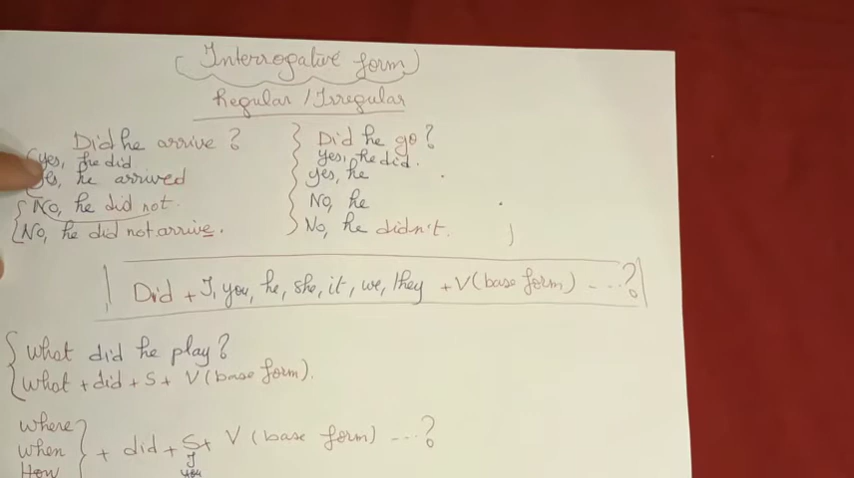 Interrogative form
Regular / Irregular
Did he arrive ?
yes, he did.
yes, he arrived
No, he did not.
No, he did not arrive.
Did he go ?
yes, he did.
yes, he
No, he
No, he didn't.
Did + I, you, he, she, it, we, they + V (base form) ---?
what did he play?
what + did + S + V (base form).
where
when
How
+ did + S + V (base form) ---?
I
you